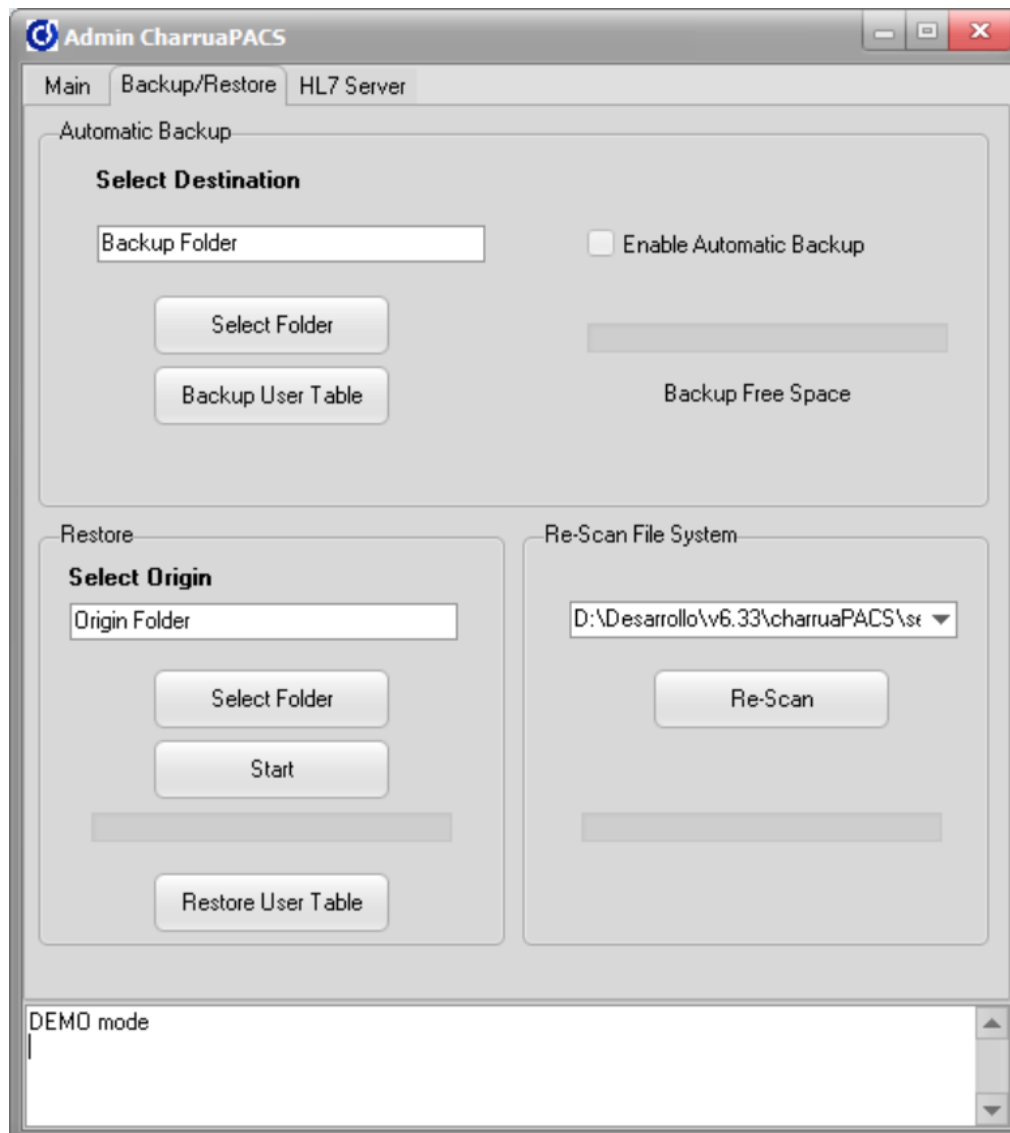 Admin CharruaPACS
Main Backup/Restore HL7 Server
Automatic Backup
Select Destination
Backup Folder
Enable Automatic Backup
Select Folder
Backup User Table
Backup Free Space
Restore
Select Origin
Origin Folder
Select Folder
Start
Restore User Table
Re-Scan File System
D:\Desarrollo\v6.33\charruaPACS\se
Re-Scan
DEMO mode